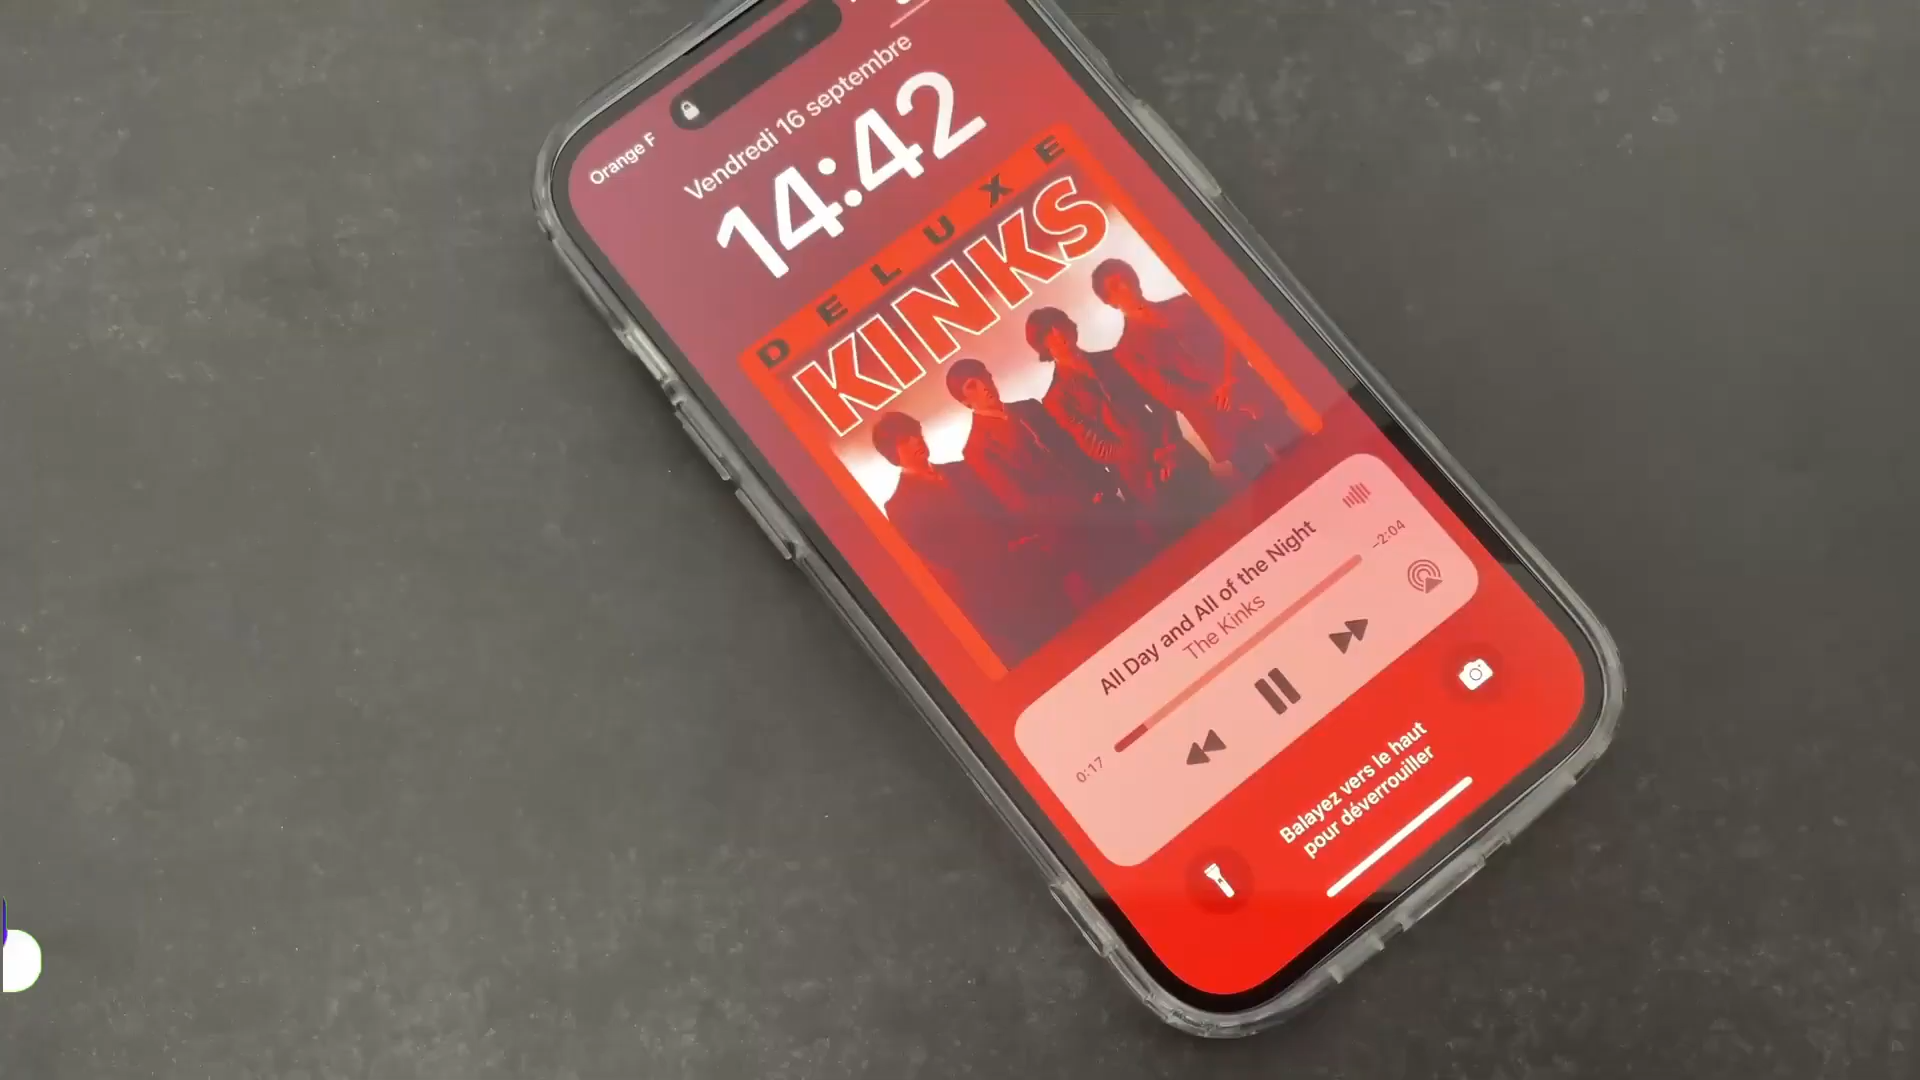 Orange F
Vendredi 16 septembre
14:42
DELUXE
KINKS
All Day and All of the Night
The Kinks
0:17
-2:04
Balayez vers le haut
pour déverrouiller